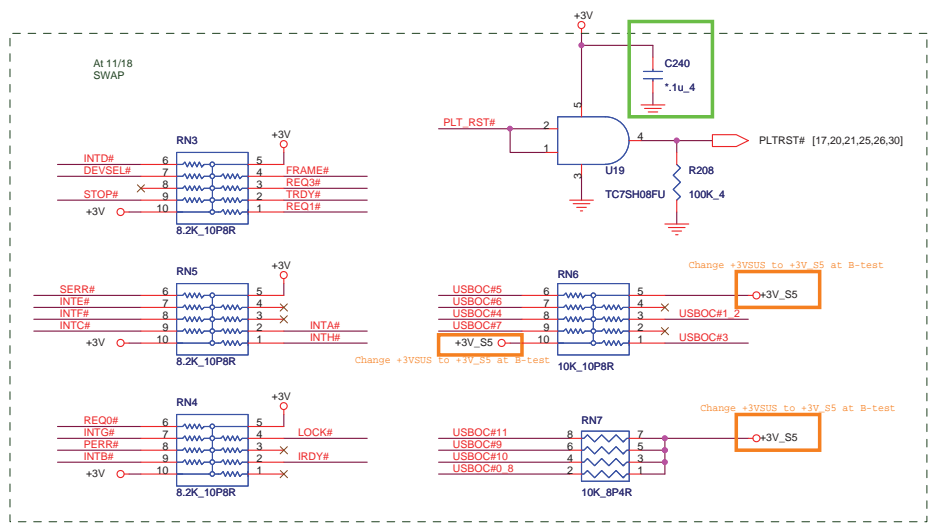 +3V
At 11/18
SWAP
C240
*.1u_4
5
PLT_RST#
2
1
4
PLTRST# [17,20,21,25,26,30]
U19
3
TC7SH08FU
R208
100K_4
RN3
+3V
INTD#
6
5
DEVSEL#
7
4
FRAME#
8
3
REQ3#
STOP#
9
2
TRDY#
+3V
10
1
REQ1#
8.2K_10P8R
RN5
+3V
SERR#
6
5
INTE#
7
4
INTF#
8
3
INTC#
9
2
INTA#
+3V
10
1
INTH#
8.2K_10P8R
Change +3VSUS to +3V_S5 at B-test
RN6
USBOC#5
6
5
+3V_S5
USBOC#6
7
4
USBOC#4
8
3
USBOC#1_2
USBOC#7
9
2
+3V_S5
10
1
USBOC#3
Change +3VSUS to +3V_S5 at B-test
10K_10P8R
RN4
+3V
REQ0#
6
5
INTG#
7
4
LOCK#
PERR#
8
3
INTB#
9
2
IRDY#
+3V
10
1
8.2K_10P8R
Change +3VSUS to +3V_S5 at B-test
RN7
USBOC#11
8
7
+3V_S5
USBOC#9
6
5
USBOC#10
4
3
USBOC#0_8
2
1
10K_8P4R